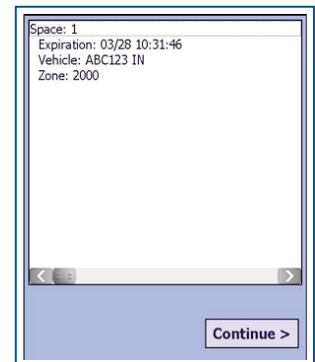 Space: 1
Expiration: 03/28 10:31:46
Vehicle: ABC123 IN
Zone: 2000
Continue >